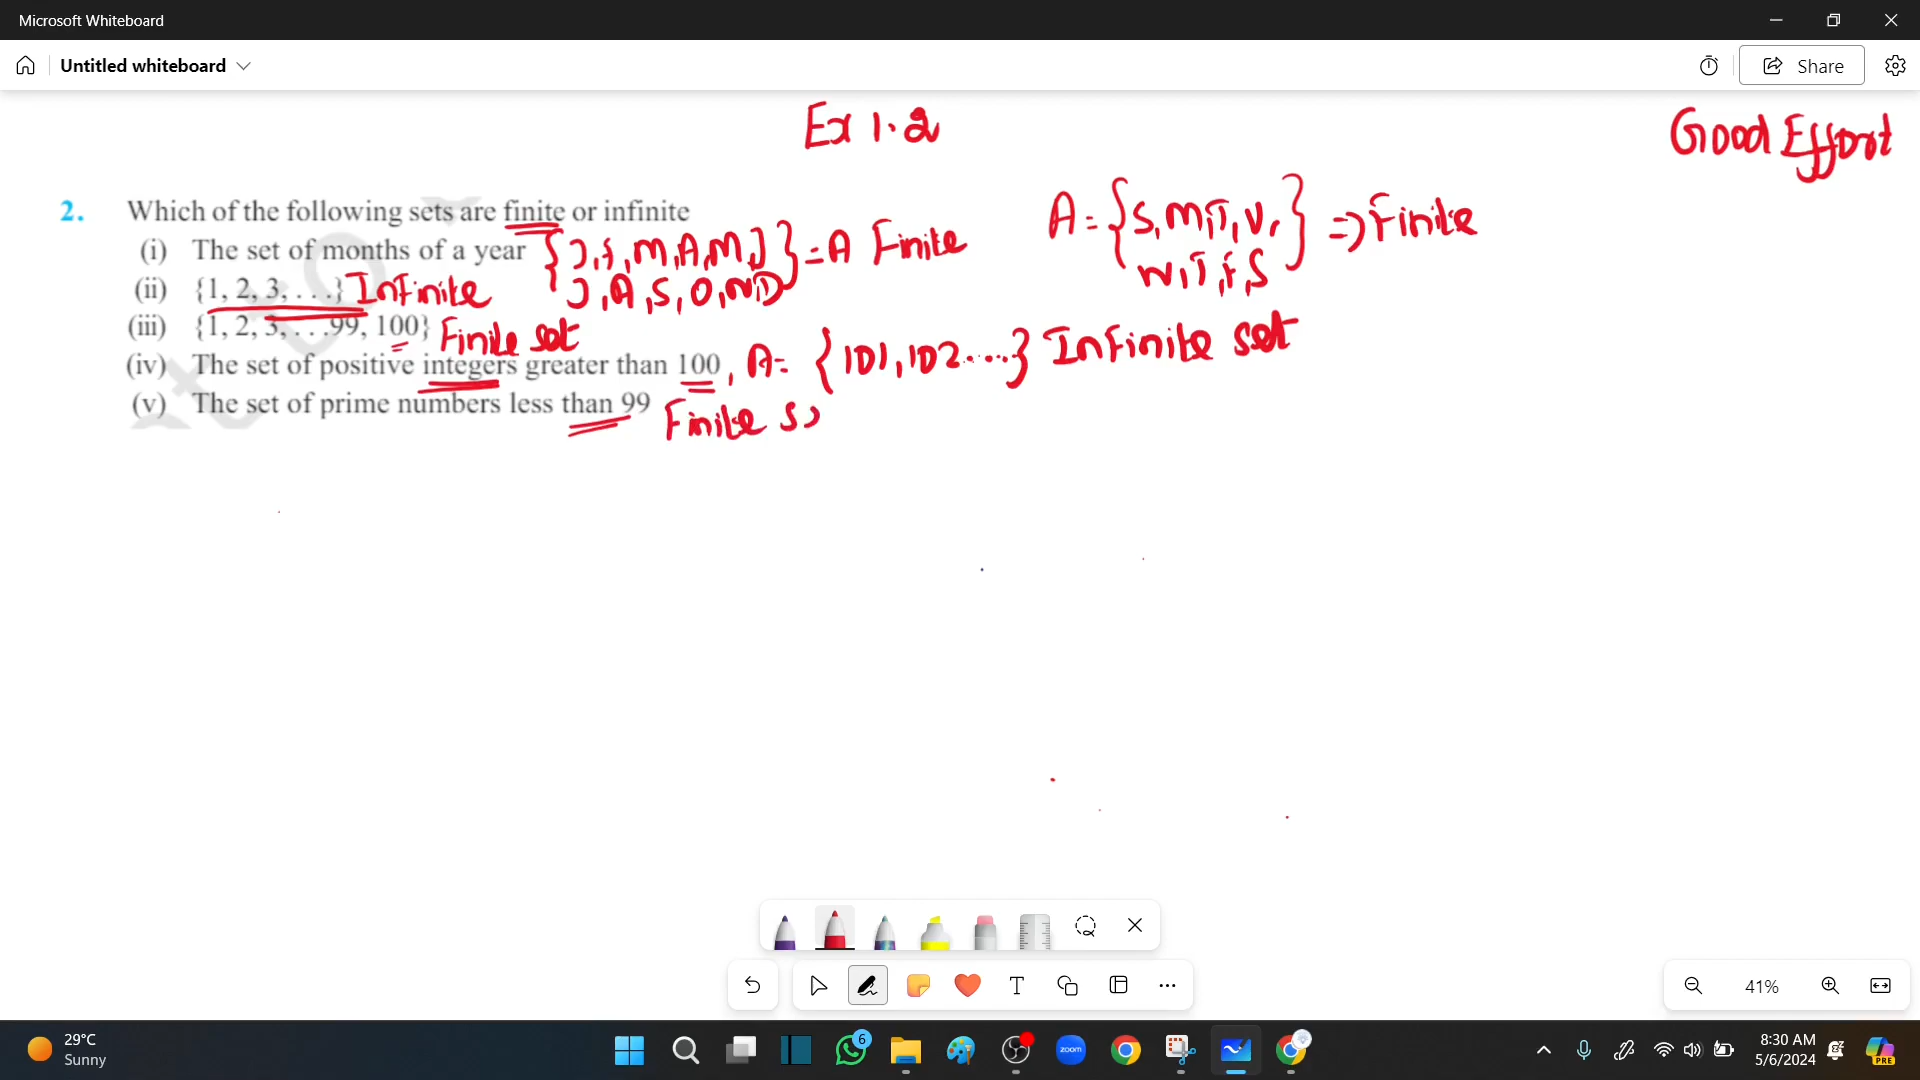 Microsoft Whiteboard
Untitled whiteboard
Share
Ex 1.2
Good Effort
2. Which of the following sets are finite or infinite
(i) The set of months of a year {J,F,M,A,M,J
J,A,S,O,N,D} = A Finite
A = {S,M,T,
W,T,F,S} => Finite
(ii) {1, 2, 3, . . .} Infinite
(iii) {1, 2, 3, . . .99, 100} Finite set
(iv) The set of positive integers greater than 100, A = {101,102.....} Infinite set
(v) The set of prime numbers less than 99 Finite s
41%
29°C
Sunny
6
zoom
8:30 AM
5/6/2024
PRE